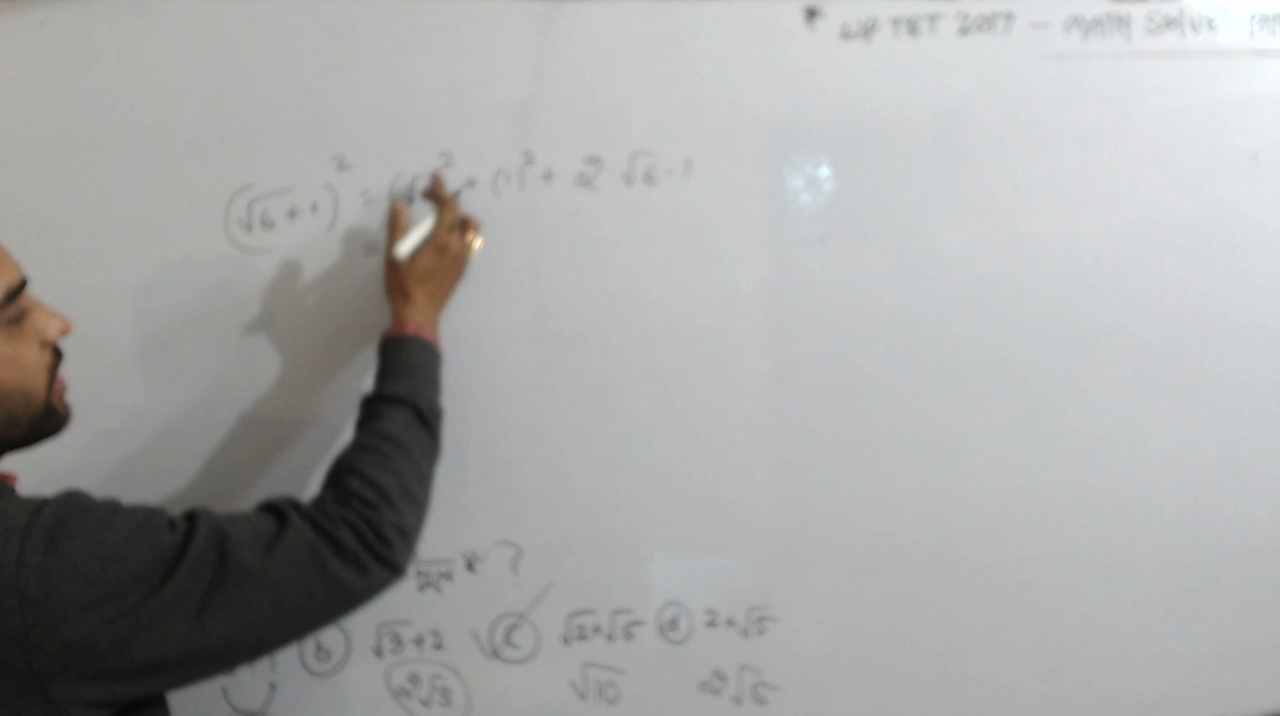 * UP TET 2017 - MATH Solve
(√6+1)² = (√6)² + (1)² + 2·√6·1
?
(b) √3+2 (c) √2+√5 (d) 2+√5
2√3 √10 2√5